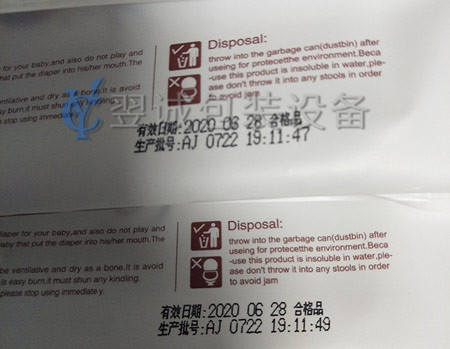 Disposal:
throw into the garbage can(dustbin) after
useing for protecetthe environment.Beca
-use this product is insoluble in water,ple-
ase don't throw it into any stools in order
to avoid jam
for your baby,and also do not play and
that put the diaper into his/her mouth.The
entilative and dry as a bone.It is avoid
burn,it must shun any kindling.
stop using immediately.
翌诚包装设备
有效日期:2020 06 28 合格品
生产批号:AJ 0722 19:11:47
Disposal:
throw into the garbage can(dustbin) after
useing for protecetthe environment.Beca
-use this product is insoluble in water,ple-
ase don't throw it into any stools in order
to avoid jam
diaper for your baby,and also do not play and
baby that put the diaper into his/her mouth.The
be ventilative and dry as a bone.It is avoid
is easy burn,it must shun any kindling.
please stop using immediately.
有效日期:2020 06 28 合格品
生产批号:AJ 0722 19:11:49